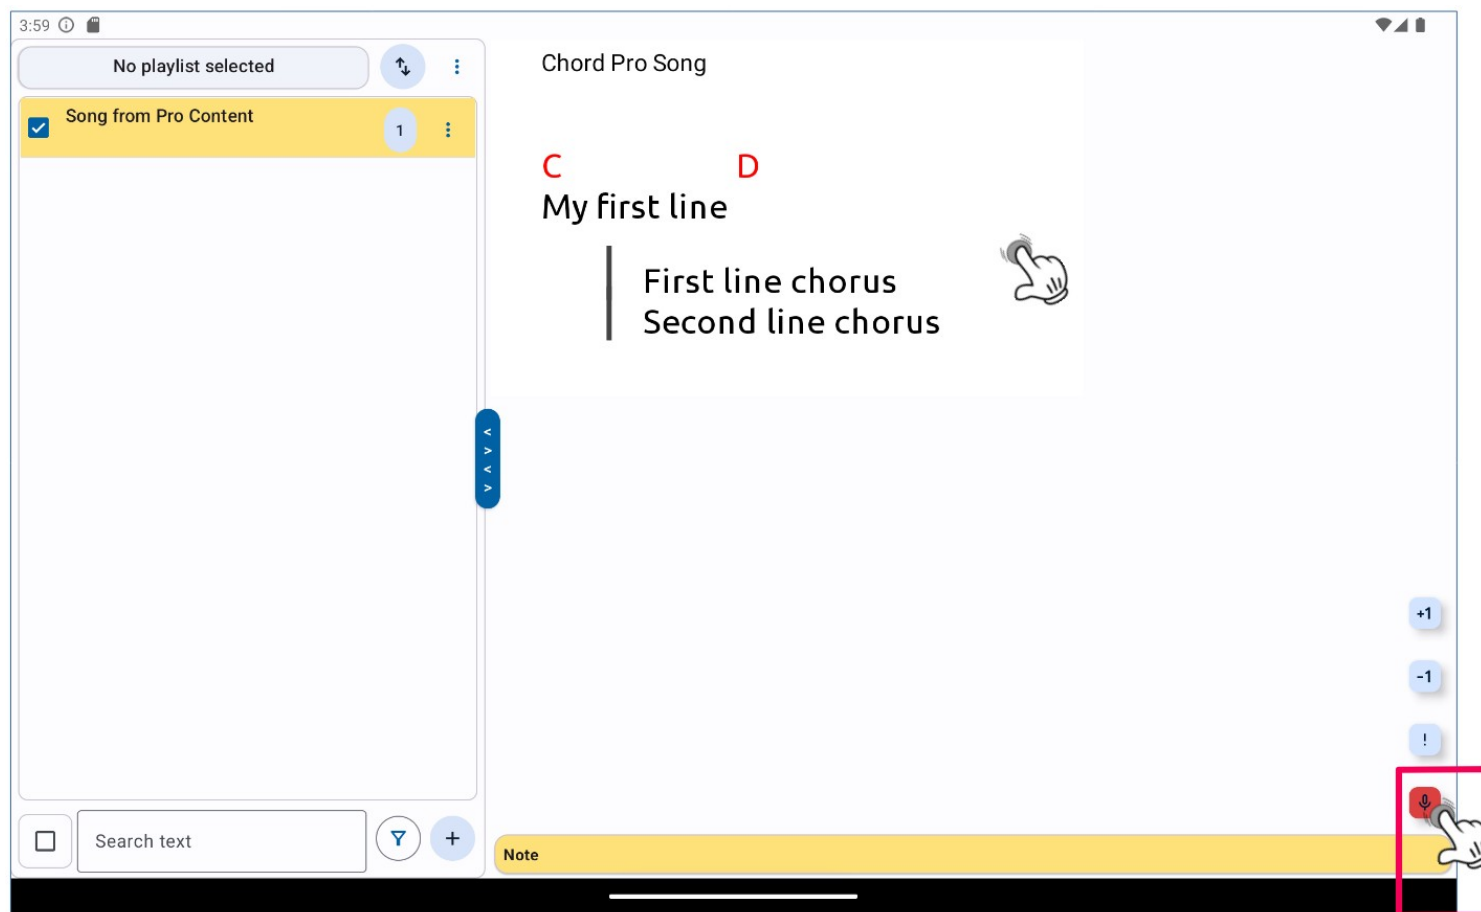 3:59
No playlist selected
Song from Pro Content
1
Chord Pro Song
C D
My first line
First line chorus
Second line chorus
<
>
<
>
+1
-1
!
Search text
+
Note